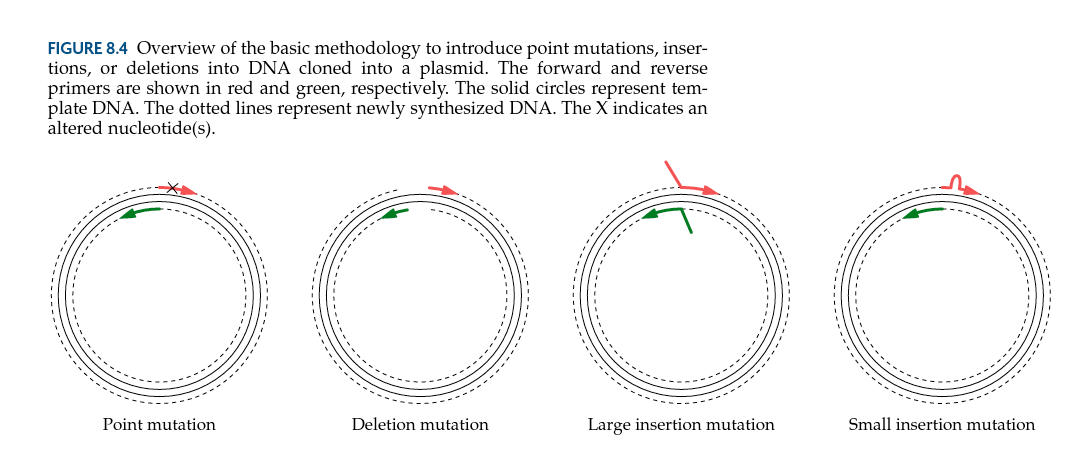 FIGURE 8.4 Overview of the basic methodology to introduce point mutations, inser-
tions, or deletions into DNA cloned into a plasmid. The forward and reverse
primers are shown in red and green, respectively. The solid circles represent tem-
plate DNA. The dotted lines represent newly synthesized DNA. The X indicates an
altered nucleotide(s).
Point mutation
Deletion mutation
Large insertion mutation
Small insertion mutation